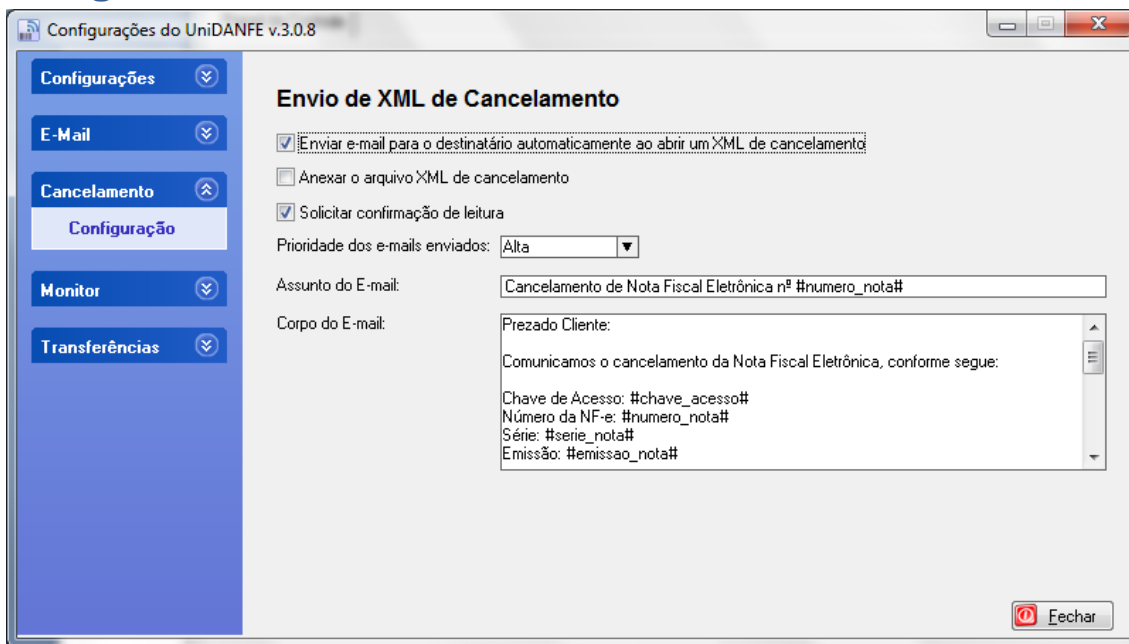 Configurações do UniDANFE v.3.0.8
Configurações
E-Mail
Cancelamento
Configuração
Monitor
Transferências
Envio de XML de Cancelamento
Enviar e-mail para o destinatário automaticamente ao abrir um XML de cancelamento
Anexar o arquivo XML de cancelamento
Solicitar confirmação de leitura
Prioridade dos e-mails enviados: Alta
Assunto do E-mail: Cancelamento de Nota Fiscal Eletrônica nº #numero_nota#
Corpo do E-mail: Prezado Cliente:
Comunicamos o cancelamento da Nota Fiscal Eletrônica, conforme segue:
Chave de Acesso: #chave_acesso#
Número da NF-e: #numero_nota#
Série: #serie_nota#
Emissão: #emissao_nota#
Fechar